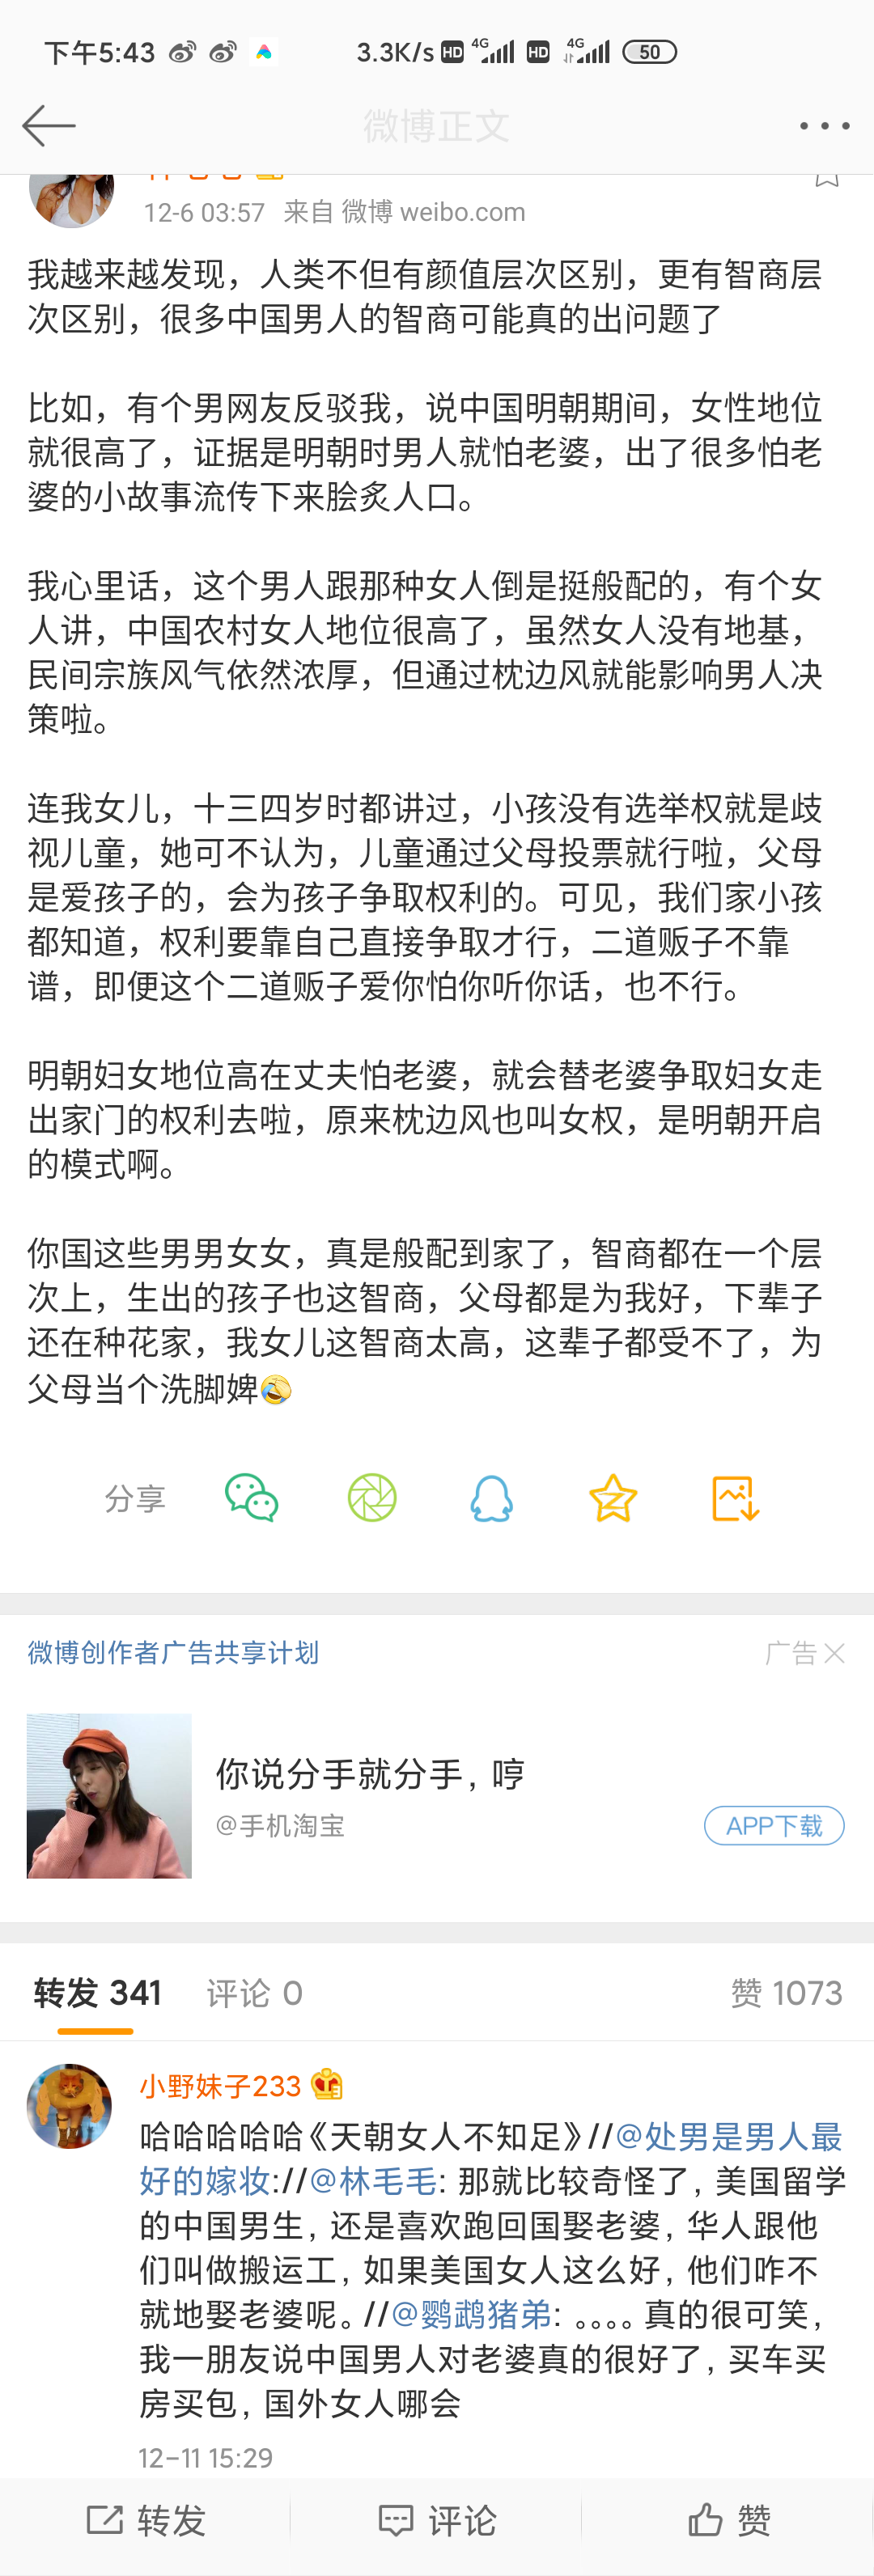 下午5:43 3.3K/s HD 4G HD 4G 50
微博正文
12-6 03:57 来自 微博 weibo.com
我越来越发现，人类不但有颜值层次区别，更有智商层
次区别，很多中国男人的智商可能真的出问题了
比如，有个男网友反驳我，说中国明朝期间，女性地位
就很高了，证据是明朝时男人就怕老婆，出了很多怕老
婆的小故事流传下来脍炙人口。
我心里话，这个男人跟那种女人倒是挺般配的，有个女
人讲，中国农村女人地位很高了，虽然女人没有地基，
民间宗族风气依然浓厚，但通过枕边风就能影响男人决
策啦。
连我女儿，十三四岁时都讲过，小孩没有选举权就是歧
视儿童，她可不认为，儿童通过父母投票就行啦，父母
是爱孩子的，会为孩子争取权利的。可见，我们家小孩
都知道，权利要靠自己直接争取才行，二道贩子不靠
谱，即便这个二道贩子爱你怕你听你话，也不行。
明朝妇女地位高在丈夫怕老婆，就会替老婆争取妇女走
出家门的权利去啦，原来枕边风也叫女权，是明朝开启
的模式啊。
你国这些男男女女，真是般配到家了，智商都在一个层
次上，生出的孩子也这智商，父母都是为我好，下辈子
还在种花家，我女儿这智商太高，这辈子都受不了，为
父母当个洗脚婢🤣
分享
微博创作者广告共享计划 广告
你说分手就分手，哼
@手机淘宝 APP下载
转发 341 评论 0 赞 1073
小野妹子233
哈哈哈哈哈《天朝女人不知足》//@处男是男人最
好的嫁妆://@林毛毛: 那就比较奇怪了，美国留学
的中国男生，还是喜欢跑回国娶老婆，华人跟他
们叫做搬运工，如果美国女人这么好，他们咋不
就地娶老婆呢。//@鹦鹉猪弟: 。。。。真的很可笑，
我一朋友说中国男人对老婆真的很好了，买车买
房买包，国外女人哪会
12-11 15:29
转发 评论 赞